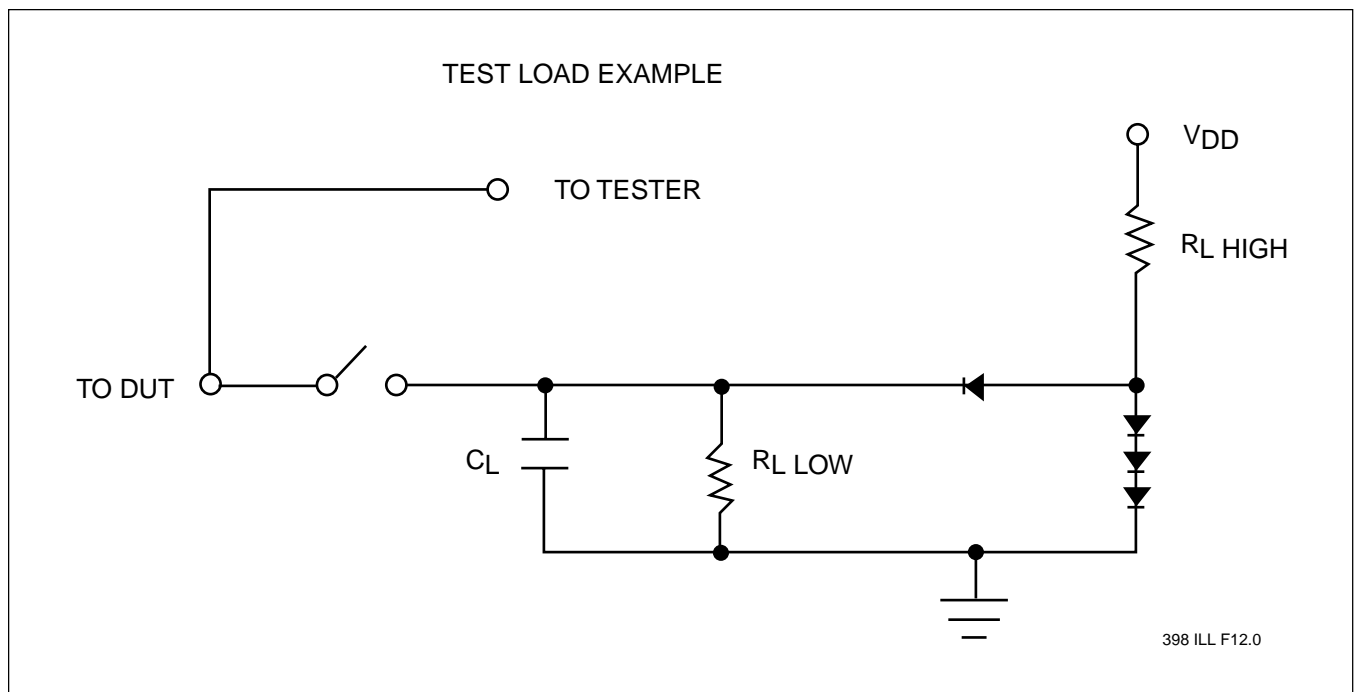 TEST LOAD EXAMPLE
VDD
TO TESTER
RL HIGH
TO DUT
CL
RL LOW
398 ILL F12.0